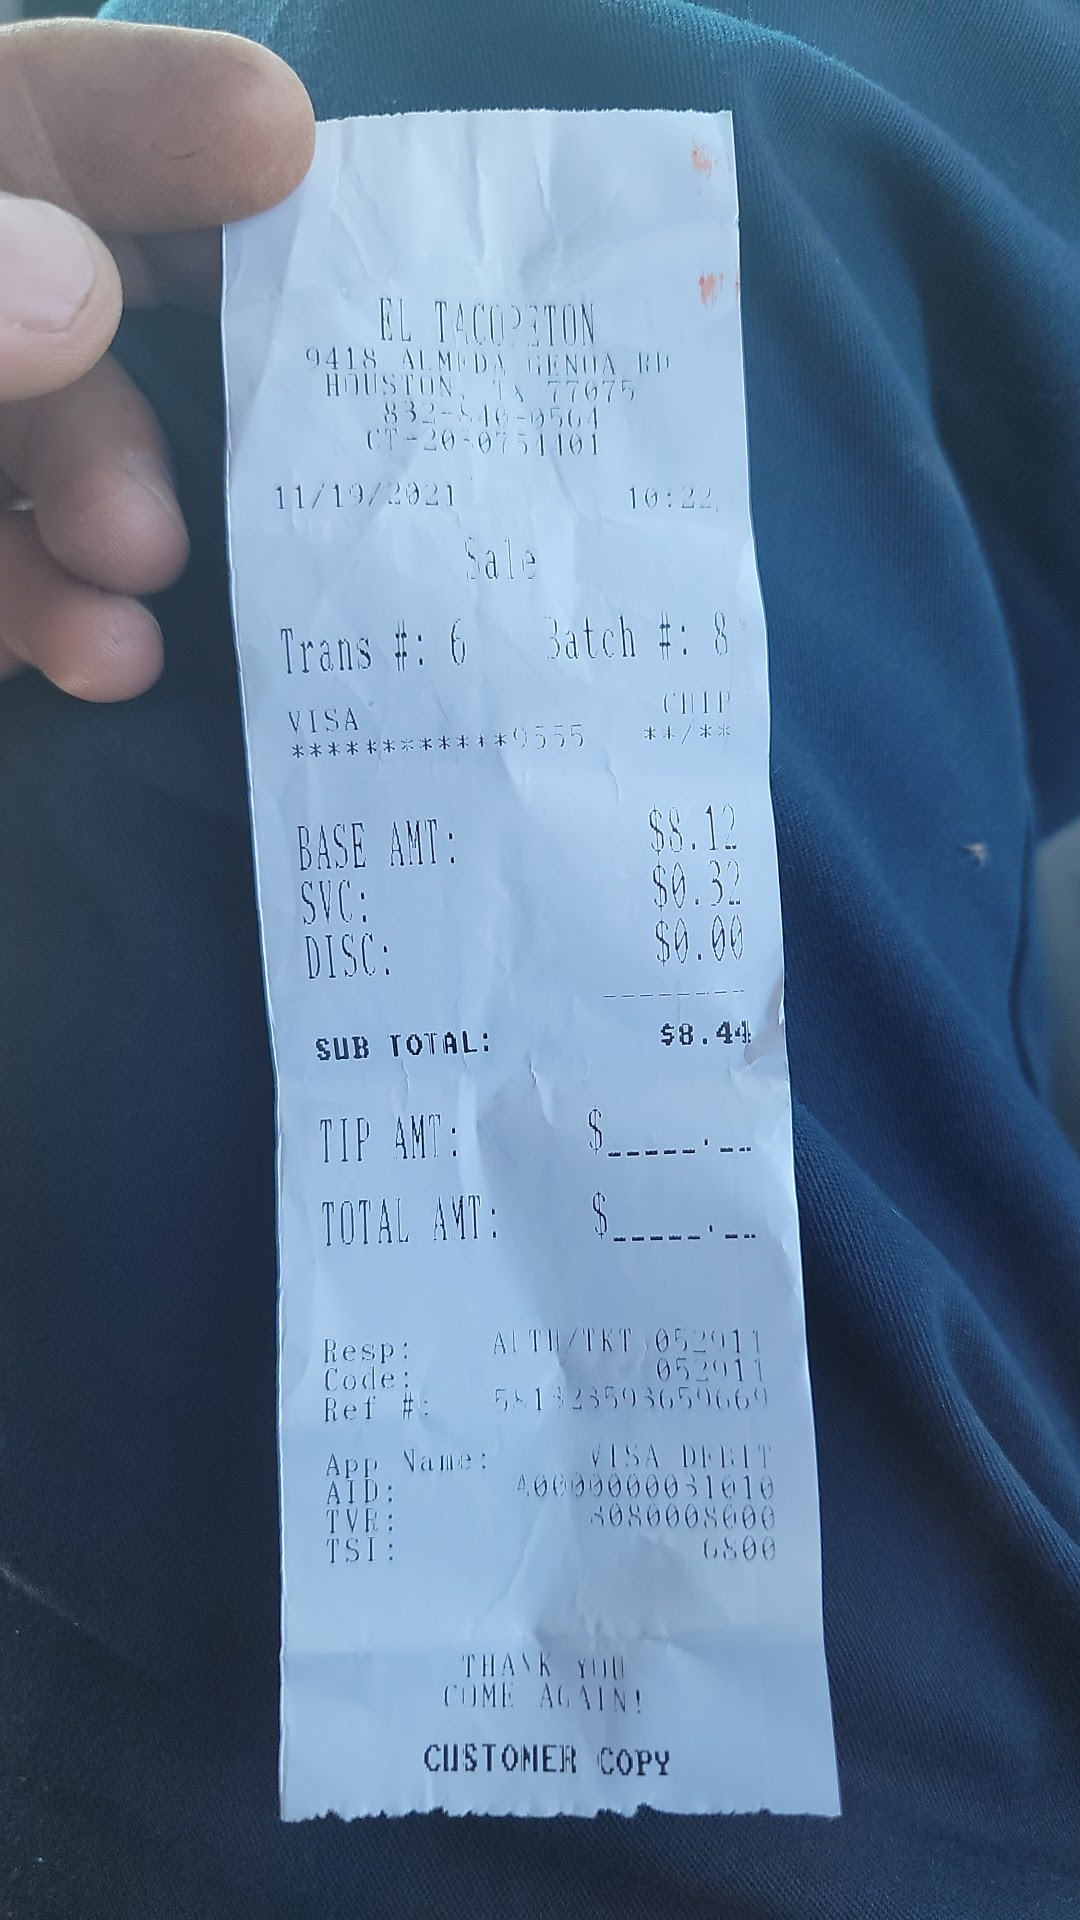 EL TACORETON
9418 ALMEDA GENOA RD
HOUSTON, TX 77075
11/19/2021 10:22
Sale
Trans #: 6 Batch #: 8
VISA CHIP
************9555 **/**
BASE AMT: $8.12
SVC: $0.32
DISC: $0.00
--------
SUB TOTAL: $8.44
TIP AMT: $_____.__
TOTAL AMT: $_____.__
Resp: AUTH/TKT 052911
Code: 052911
Ref #:
App Name: VISA DEBIT
AID: A0000000031010
TVR: 8080008000
TSI: 6800
THANK YOU
COME AGAIN!
CUSTOMER COPY